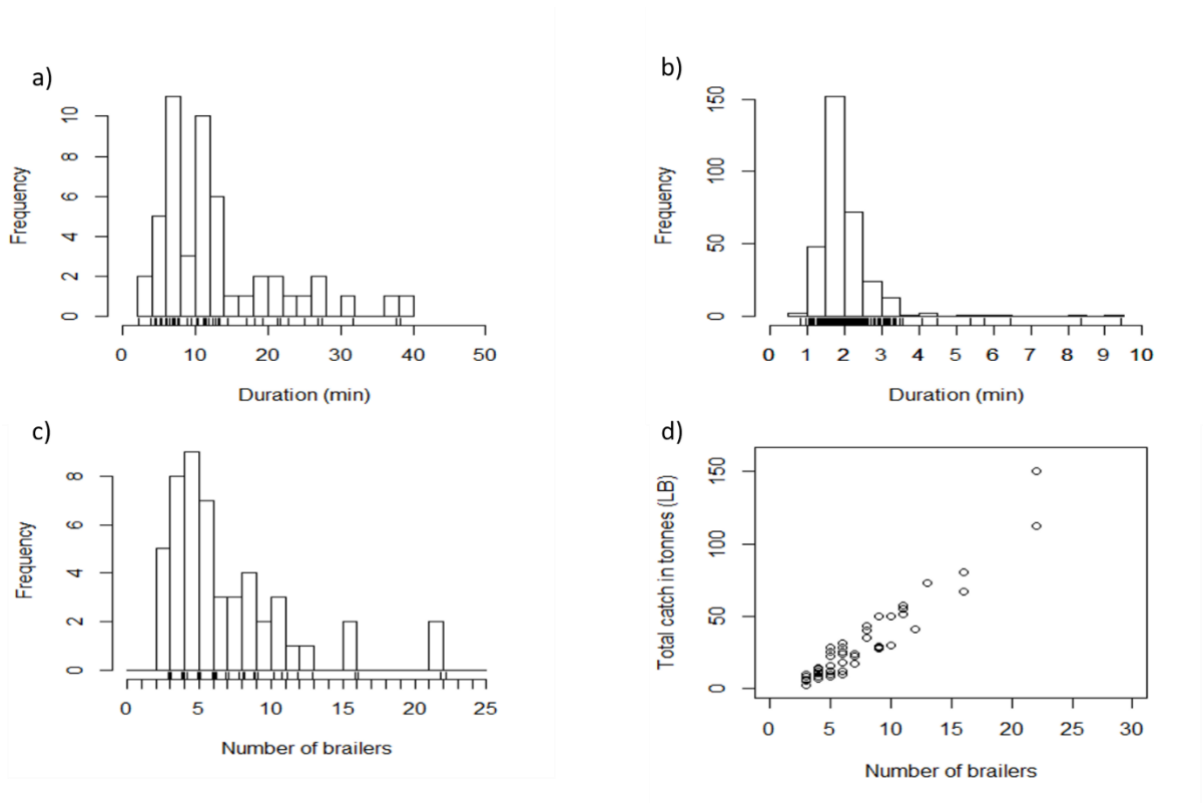 a)
10
8
6
4
2
0
Frequency
0 10 20 30 40 50
Duration (min)
b)
150
100
50
0
Frequency
0 1 2 3 4 5 6 7 8 9 10
Duration (min)
c)
8
6
4
2
0
Frequency
0 5 10 15 20 25
Number of brailers
d)
150
100
50
0
Total catch in tonnes (LB)
0 5 10 15 20 25 30
Number of brailers